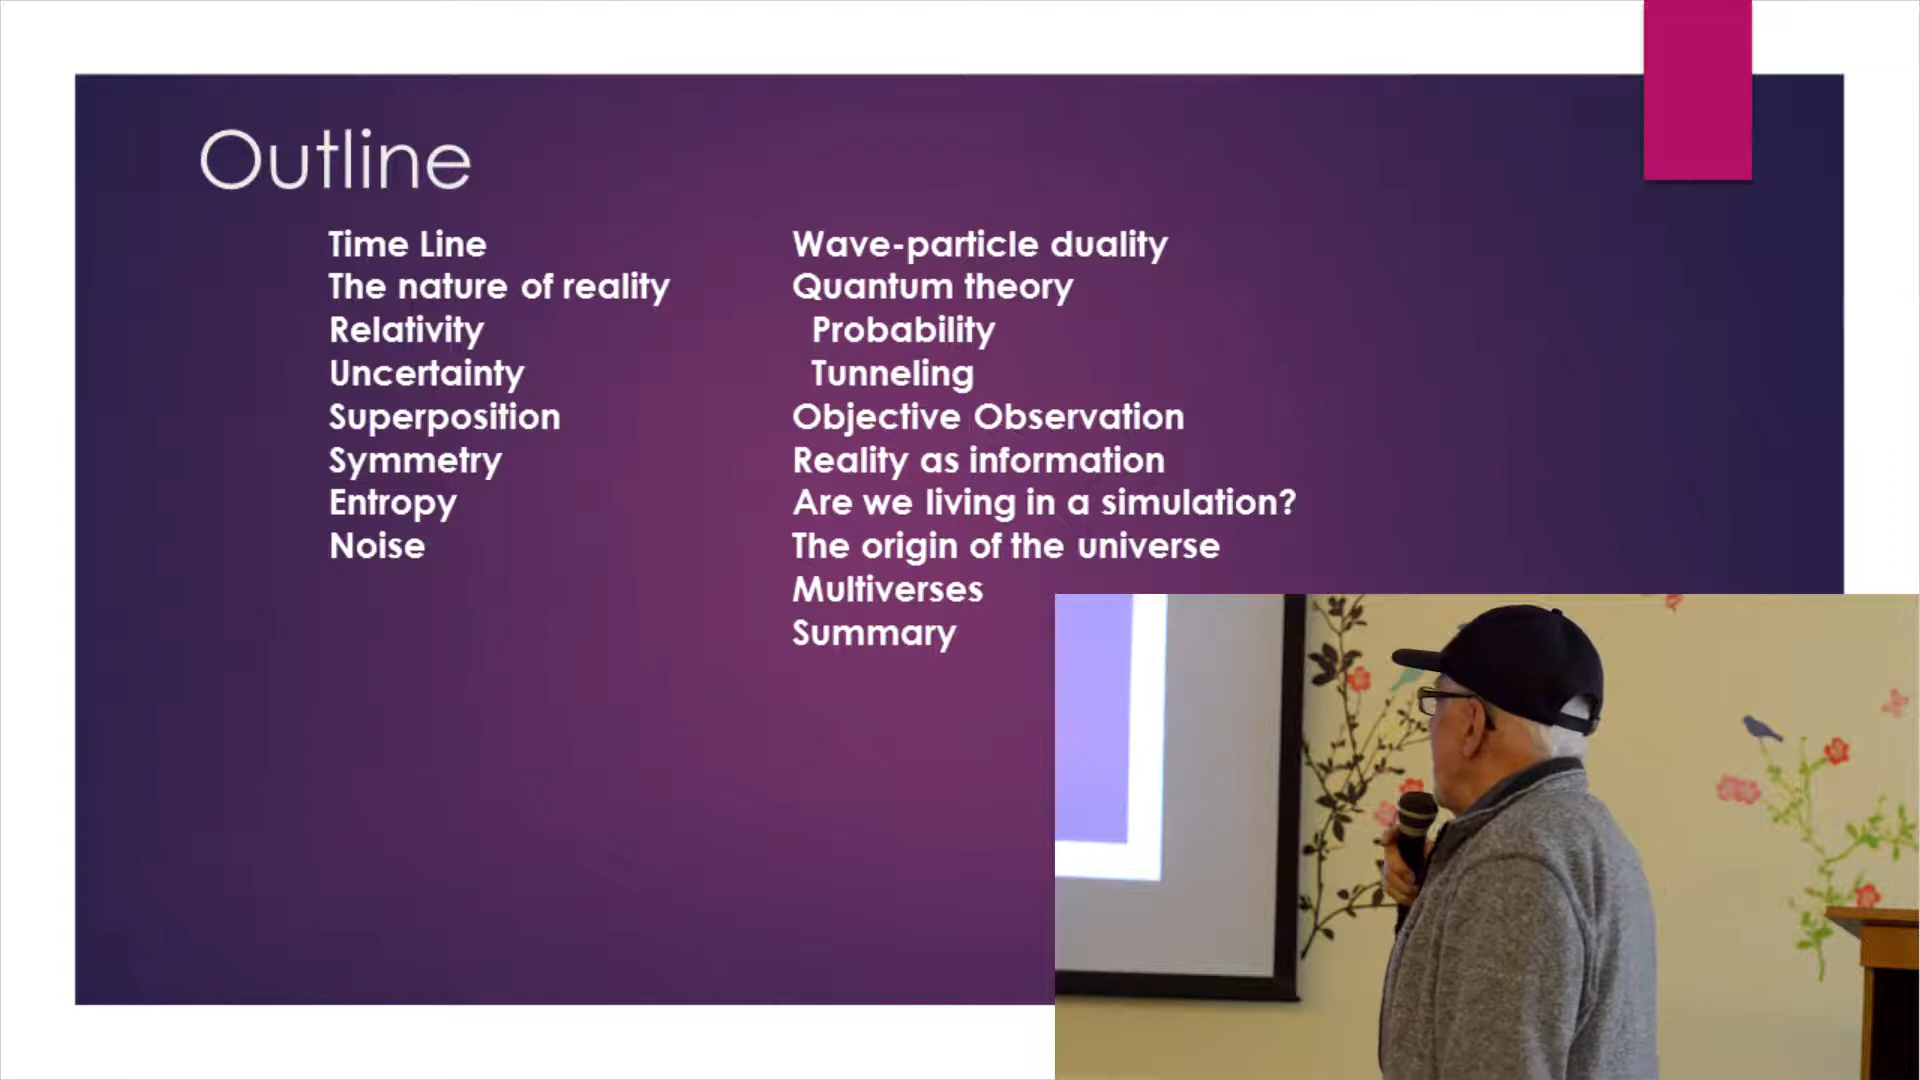 Outline
Time Line
The nature of reality
Relativity
Uncertainty
Superposition
Symmetry
Entropy
Noise
Wave-particle duality
Quantum theory
Probability
Tunneling
Objective Observation
Reality as information
Are we living in a simulation?
The origin of the universe
Multiverses
Summary